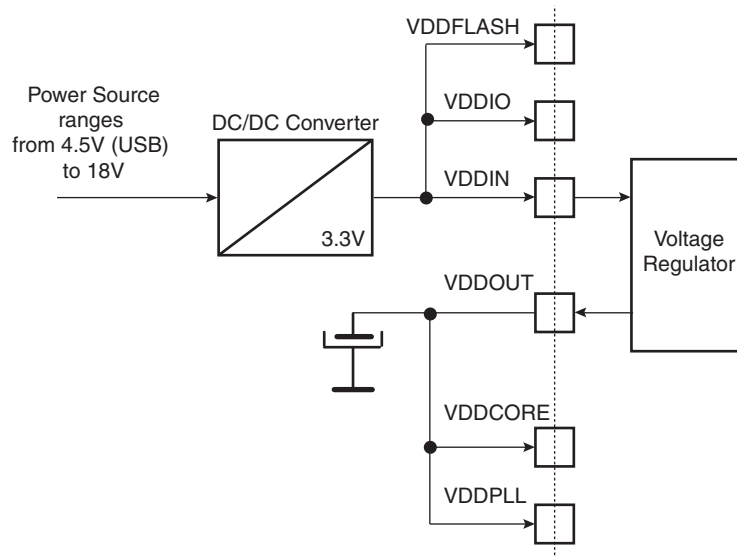 VDDFLASH
Power Source
ranges
from 4.5V (USB)
to 18V
DC/DC Converter
VDDIO
VDDIN
3.3V
Voltage
Regulator
VDDOUT
VDDCORE
VDDPLL